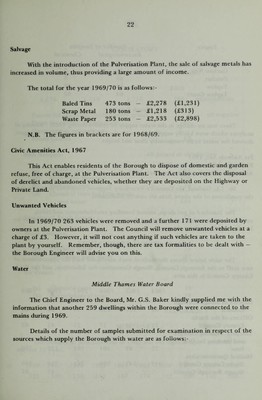 22
Salvage
With the introduction of the Pulverisation Plant, the sale of salvage metals has
increased in volume, thus providing a large amount of income.
The total for the year 1969/70 is as follows:-
Baled Tins 473 tons – £2,278 (£1,251)
Scrap Metal 180 tons – £1,218 (£313)
Waste Paper 253 tons – £2,533 (£2,898)
N.B. The figures in brackets are for 1968/69.
Civic Amenities Act, 1967
This Act enables residents of the Borough to dispose of domestic and garden
refuse, free of charge, at the Pulverisation Plant. The Act also covers the disposal
of derelict and abandoned vehicles, whether they are deposited on the Highway or
Private Land.
Unwanted Vehicles
In 1969/70 263 vehicles were removed and a further 171 were deposited by
owners at the Pulverisation Plant. The Council will remove unwanted vehicles at a
charge of £3. However, it will not cost anything if such vehicles are taken to the
plant by yourself. Remember, though, there are tax formalities to be dealt with –
the Borough Engineer will advise you on this.
Water
Middle Thames Water Board
The Chief Engineer to the Board, Mr. G.S. Baker kindly supplied me with the
information that another 259 dwellings within the Borough were connected to the
mains during 1969.
Details of the number of samples submitted for examination in respect of the
sources which supply the Borough with water are as follows:-